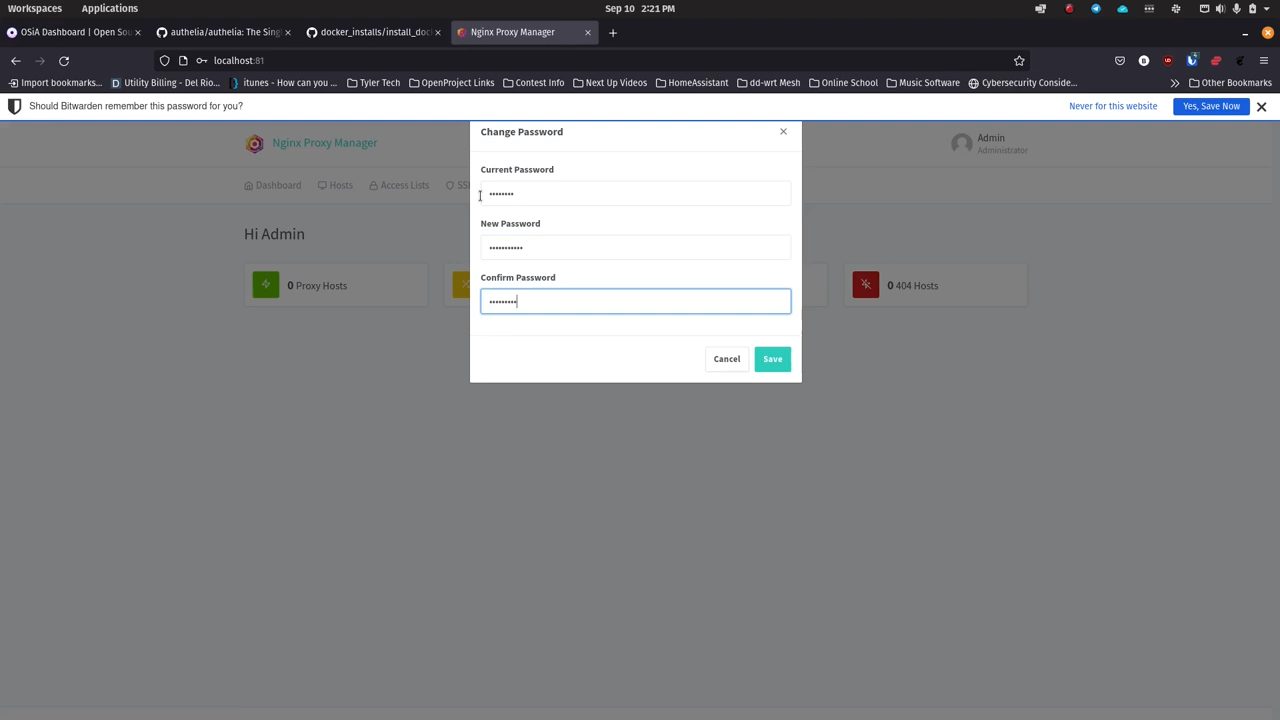 Workspaces Applications Sep 10 2:21 PM
OSiA Dashboard | Open Sou × authelia/authelia: The Sing × docker_installs/install_doc × Nginx Proxy Manager ×
localhost:81
Import bookmarks... Utility Billing - Del Rio... itunes - How can you ... Tyler Tech OpenProject Links Contest Info Next Up Videos HomeAssistant dd-wrt Mesh Online School Music Software Cybersecurity Conside... Other Bookmarks
Should Bitwarden remember this password for you? Never for this website Yes, Save Now
Change Password ×
Nginx Proxy Manager Admin
Administrator
Current Password
Dashboard Hosts Access Lists SS
••••••••
New Password
Hi Admin
•••••••••••
Confirm Password
0 Proxy Hosts 0 404 Hosts
•••••••••
Cancel Save